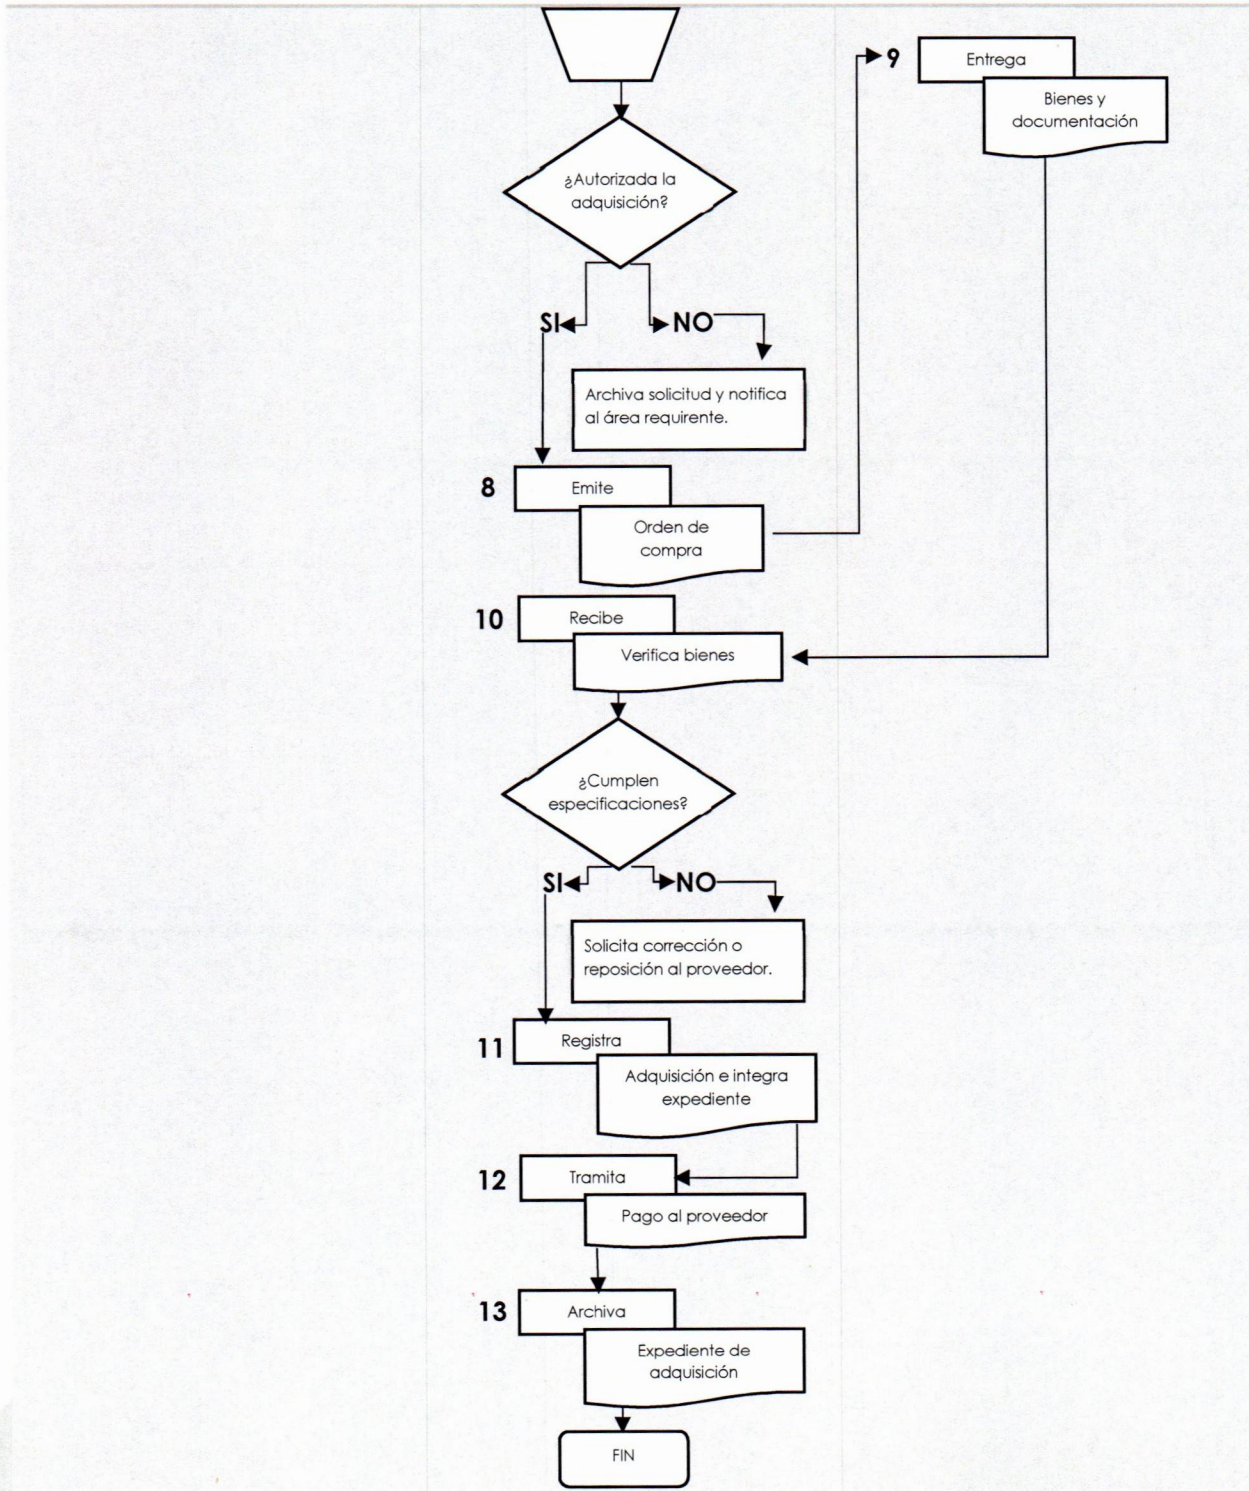 ¿Autorizada la
adquisición?
SI
NO
Archiva solicitud y notifica
al área requirente.
8
Emite
Orden de
compra
9
Entrega
Bienes y
documentación
10
Recibe
Verifica bienes
¿Cumplen
especificaciones?
SI
NO
Solicita corrección o
reposición al proveedor.
11
Registra
Adquisición e integra
expediente
12
Tramita
Pago al proveedor
13
Archiva
Expediente de
adquisición
FIN